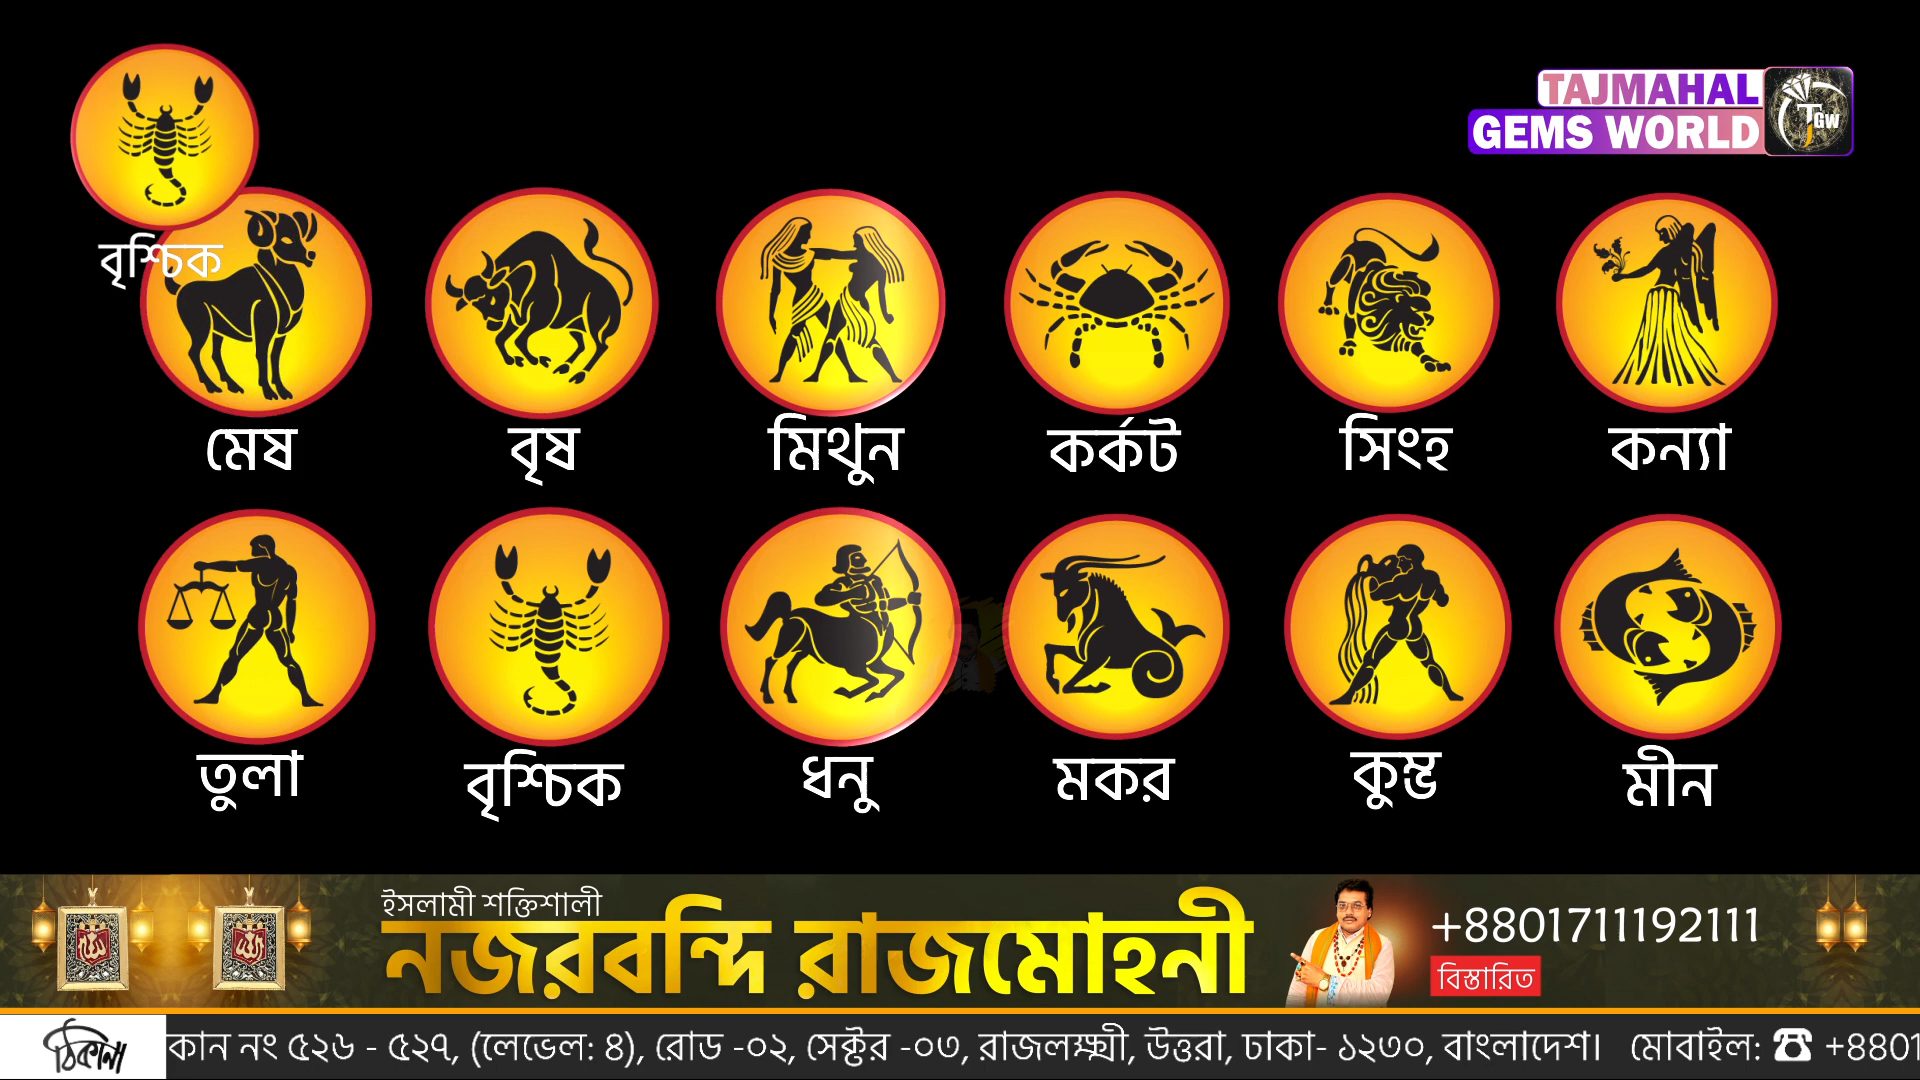 TAJMAHAL
GEMS WORLD
TJGW
বৃশ্চিক
মেষ
বৃষ
মিথুন
কর্কট
সিংহ
কন্যা
তুলা
বৃশ্চিক
ধনু
মকর
কুম্ভ
মীন
ইসলামী শক্তিশালী
নজরবন্দি রাজমোহনী
+8801711192111
বিস্তারিত
ঠিকানা
কান নং ৫২৬ - ৫২৭, (লেভেল: ৪), রোড -০২, সেক্টর -০৩, রাজলক্ষ্মী, উত্তরা, ঢাকা- ১২৩০, বাংলাদেশ। মোবাইল: ☎ +8801